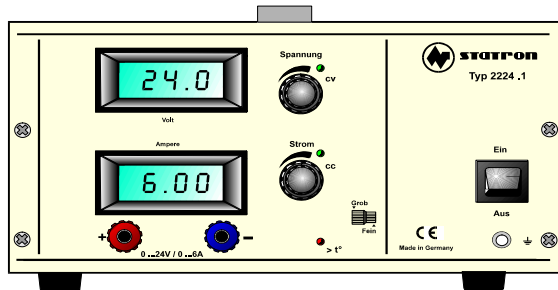 24.0
Volt
Ampere
6.00
+
−
0 ...24V / 0 ...6A
Spannung
cv
Strom
cc
Grob
Fein
> t°
statron
Typ 2224 .1
Ein
Aus
CE
Made in Germany